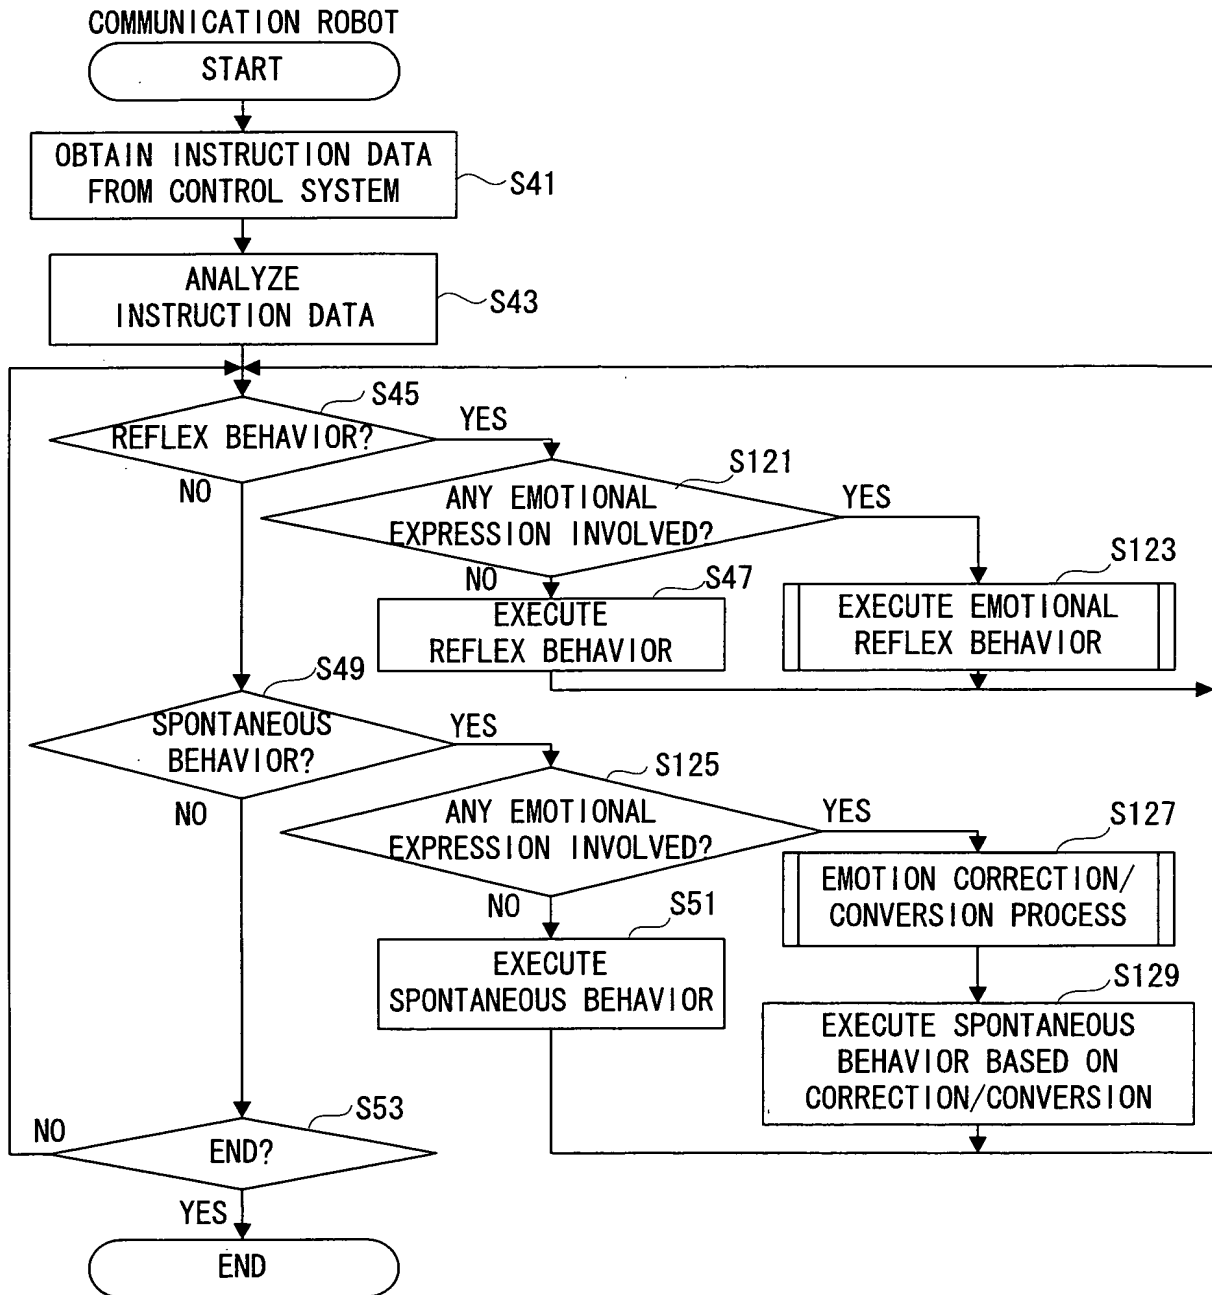 COMMUNICATION ROBOT
START
OBTAIN INSTRUCTION DATA
FROM CONTROL SYSTEM
S41
ANALYZE
INSTRUCTION DATA
S43
S45
REFLEX BEHAVIOR?
YES
NO
S121
ANY EMOTIONAL
EXPRESSION INVOLVED?
YES
NO
S47
EXECUTE
REFLEX BEHAVIOR
S123
EXECUTE EMOTIONAL
REFLEX BEHAVIOR
S49
SPONTANEOUS
BEHAVIOR?
YES
NO
S125
ANY EMOTIONAL
EXPRESSION INVOLVED?
YES
NO
S127
EMOTION CORRECTION/
CONVERSION PROCESS
S51
EXECUTE
SPONTANEOUS BEHAVIOR
S129
EXECUTE SPONTANEOUS
BEHAVIOR BASED ON
CORRECTION/CONVERSION
S53
NO
END?
YES
END